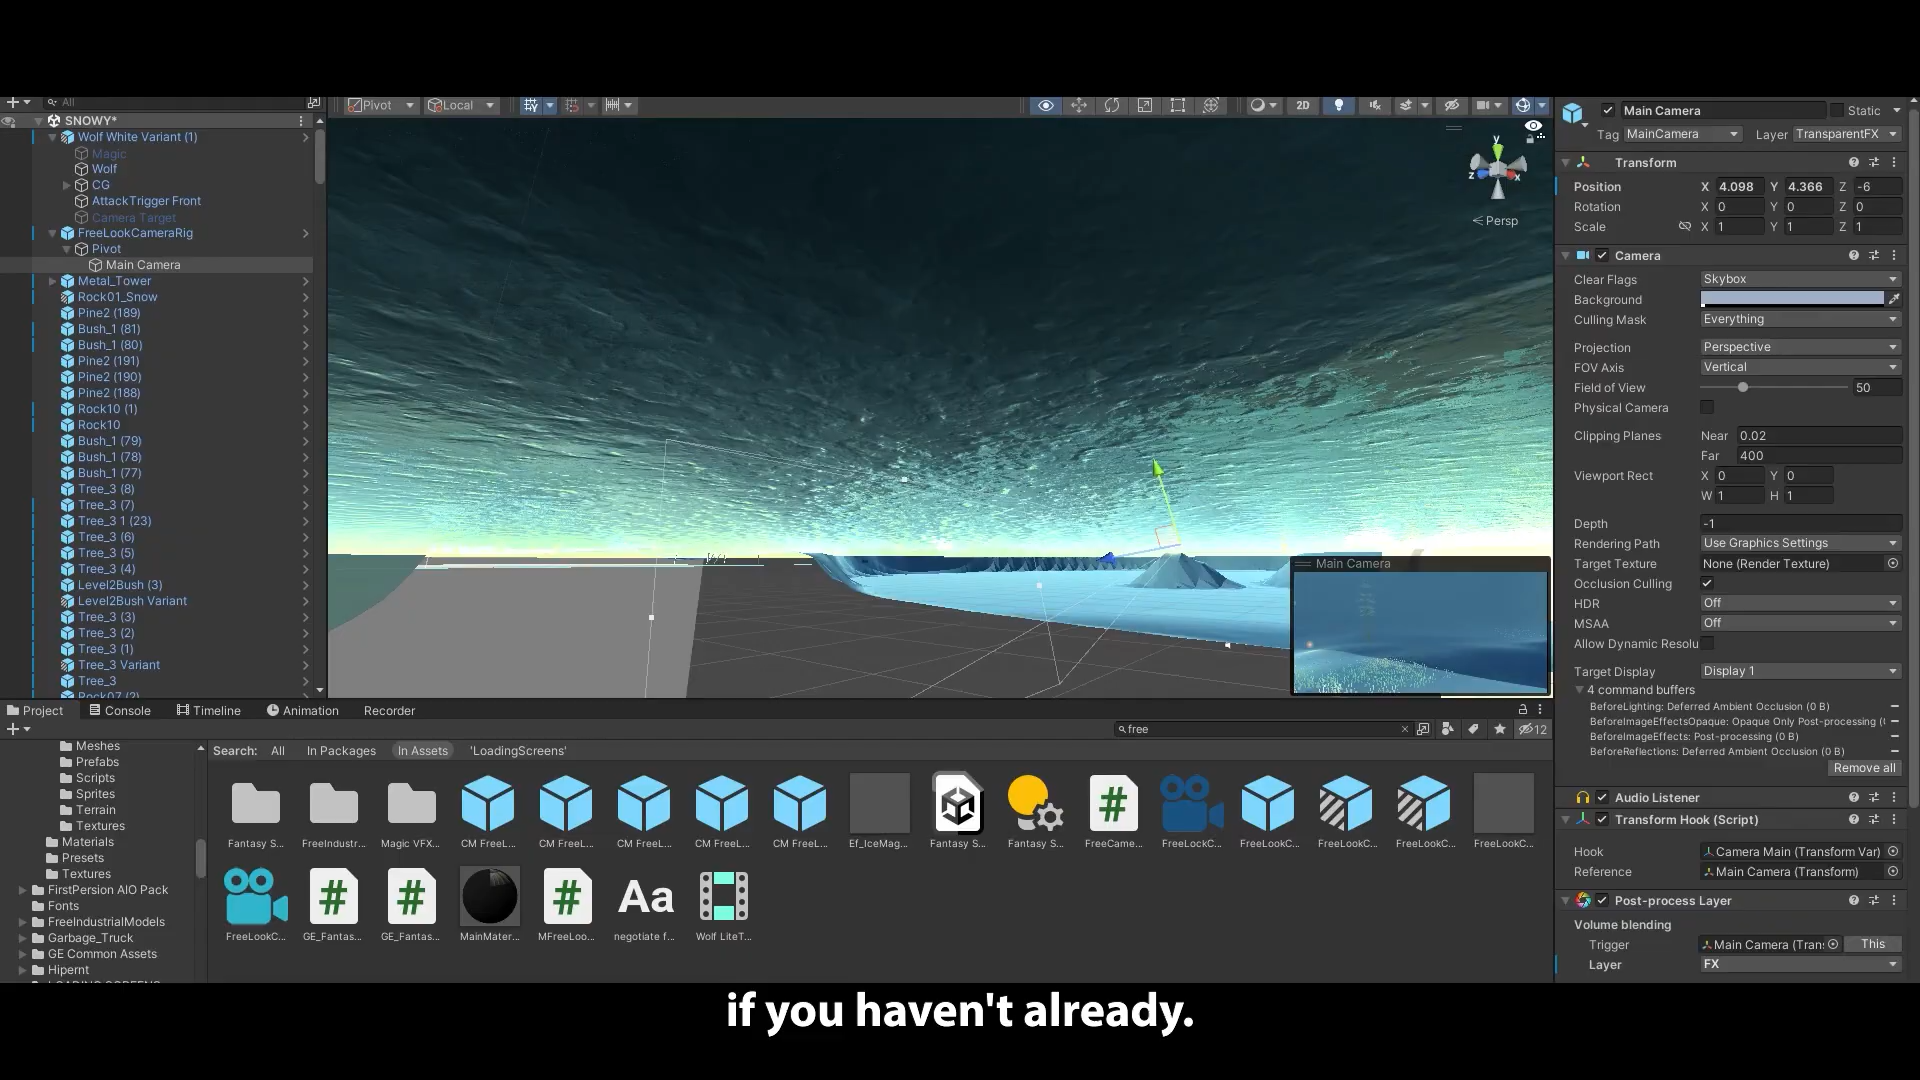 All
Pivot
Local
2D
SNOWY*
Wolf White Variant (1)
Magic
Wolf
CG
AttackTrigger Front
Camera Target
FreeLookCameraRig
Pivot
Main Camera
Metal_Tower
Rock01_Snow
Pine2 (189)
Bush_1 (81)
Bush_1 (80)
Pine2 (191)
Pine2 (190)
Pine2 (188)
Rock10 (1)
Rock10
Bush_1 (79)
Bush_1 (78)
Bush_1 (77)
Tree_3 (8)
Tree_3 (7)
Tree_3 1 (23)
Tree_3 (6)
Tree_3 (5)
Tree_3 (4)
Level2Bush (3)
Level2Bush Variant
Tree_3 (3)
Tree_3 (2)
Tree_3 (1)
Tree_3 Variant
Tree_3
Rock07 (2)
y
z
x
< Persp
Main Camera
Main Camera
Static
Tag MainCamera Layer TransparentFX
Transform
Position X 4.098 Y 4.366 Z -6
Rotation X 0 Y 0 Z 0
Scale X 1 Y 1 Z 1
Camera
Clear Flags Skybox
Background
Culling Mask Everything
Projection Perspective
FOV Axis Vertical
Field of View 50
Physical Camera
Clipping Planes Near 0.02
Far 400
Viewport Rect X 0 Y 0
W 1 H 1
Depth -1
Rendering Path Use Graphics Settings
Target Texture None (Render Texture)
Occlusion Culling
HDR Off
MSAA Off
Allow Dynamic Resolu
Target Display Display 1
4 command buffers
BeforeLighting: Deferred Ambient Occlusion (0 B)
BeforeImageEffectsOpaque: Opaque Only Post-processing (
BeforeImageEffects: Post-processing (0 B)
BeforeReflections: Deferred Ambient Occlusion (0 B)
Remove all
Audio Listener
Transform Hook (Script)
Hook Camera Main (Transform Var)
Reference Main Camera (Transform)
Post-process Layer
Volume blending
Trigger Main Camera (Tran: This
Layer FX
Project Console Timeline Animation Recorder
free
12
Meshes
Prefabs
Scripts
Sprites
Terrain
Textures
Materials
Presets
Textures
FirstPersion AIO Pack
Fonts
FreeIndustrialModels
Garbage_Truck
GE Common Assets
Hipernt
Search: All In Packages In Assets 'LoadingScreens'
Fantasy S... FreeIndustr... Magic VFX... CM FreeL... CM FreeL... CM FreeL... CM FreeL... CM FreeL... Ef_IceMag... Fantasy S... Fantasy S... FreeCame... FreeLockC... FreeLookC... FreeLookC... FreeLookC... FreeLookC...
Aa
FreeLookC... GE_Fantas... GE_Fantas... MainMater... MFreeLoo... negotiate f... Wolf LiteT...
if you haven't already.